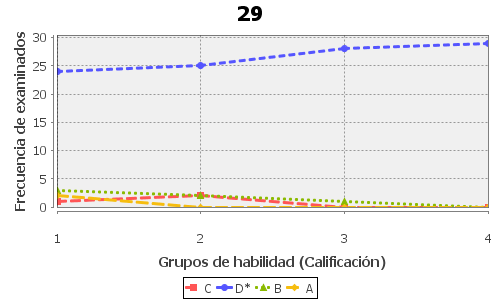 29
Frecuencia de examinados
30
25
20
15
10
5
0
1 2 3 4
Grupos de habilidad (Calificación)
C D* B A